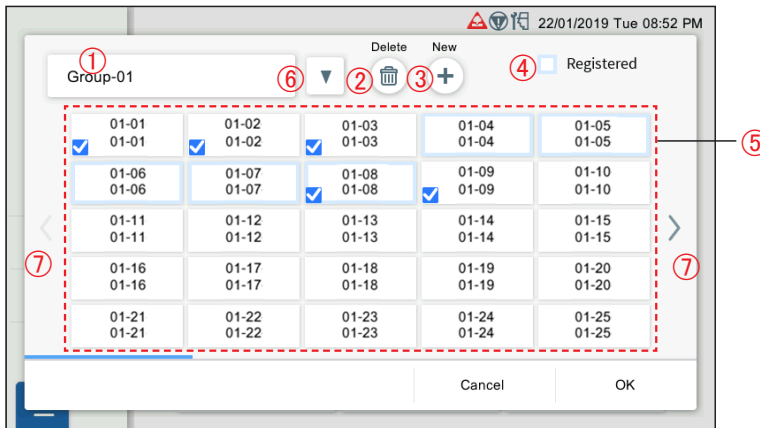 22/01/2019 Tue 08:52 PM
Delete New
① Group-01 ⑥ ▼ ② ③ + ④ Registered
01-01 01-02 01-03 01-04 01-05
01-01 01-02 01-03 01-04 01-05
⑤
01-06 01-07 01-08 01-09 01-10
01-06 01-07 01-08 01-09 01-10
01-11 01-12 01-13 01-14 01-15
01-11 01-12 01-13 01-14 01-15
⑦ ⑦
01-16 01-17 01-18 01-19 01-20
01-16 01-17 01-18 01-19 01-20
01-21 01-22 01-23 01-24 01-25
01-21 01-22 01-23 01-24 01-25
Cancel OK